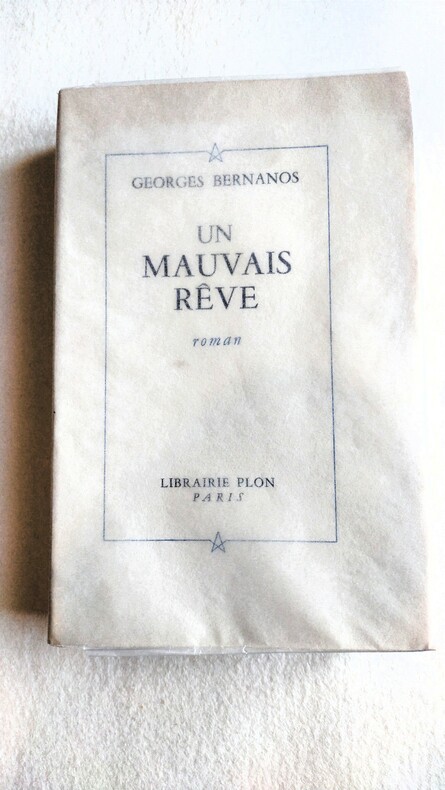 GEORGES BERNANOS
UN
MAUVAIS
RÊVE
roman
LIBRAIRIE PLON
PARIS